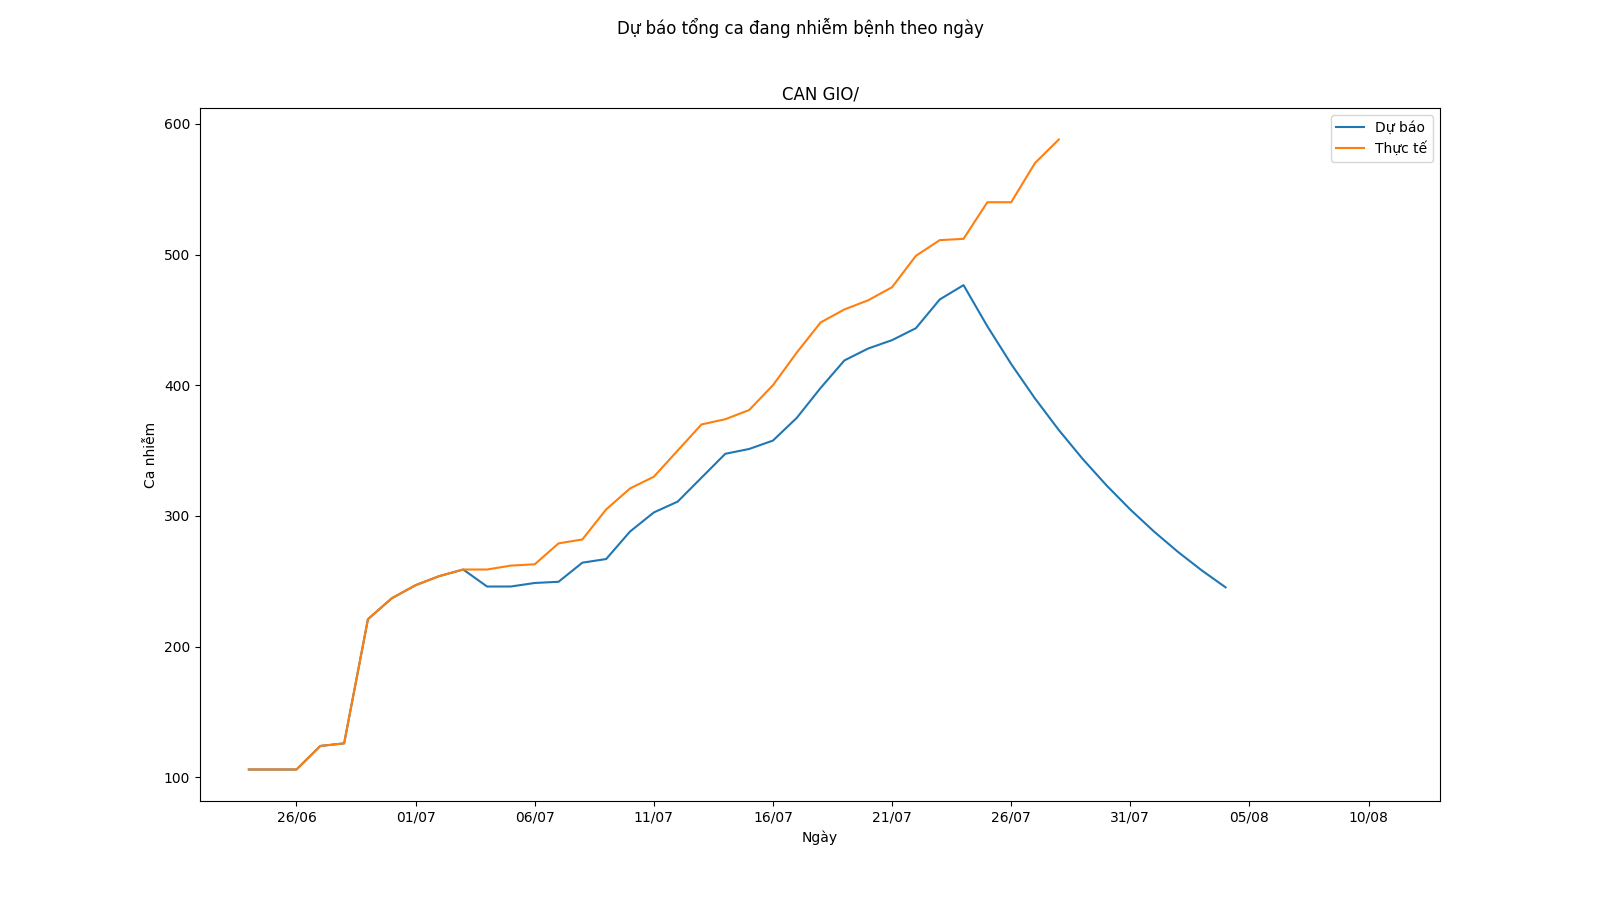 Dự báo tổng ca đang nhiễm bệnh theo ngày
CAN GIO/
Dự báo
Thực tế
600
500
400
300
200
100
Ca nhiễm
26/06 01/07 06/07 11/07 16/07 21/07 26/07 31/07 05/08 10/08
Ngày